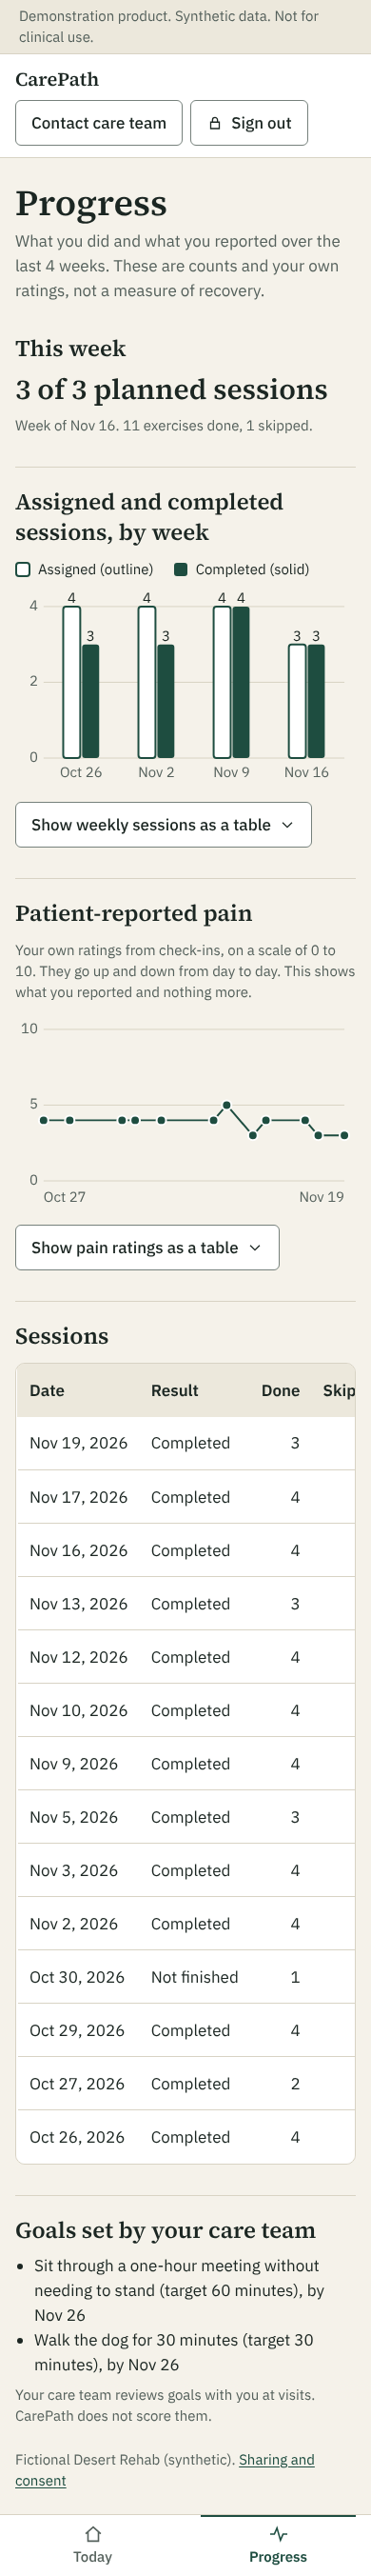 Demonstration product. Synthetic data. Not for
clinical use.
CarePath
Contact care team
Sign out
Progress
What you did and what you reported over the
last 4 weeks. These are counts and your own
ratings, not a measure of recovery.
This week
3 of 3 planned sessions
Week of Nov 16. 11 exercises done, 1 skipped.
Assigned and completed
sessions, by week
Assigned (outline) Completed (solid)
4 3 4 3 4 4 3 3
4
2
0
Oct 26 Nov 2 Nov 9 Nov 16
Show weekly sessions as a table
Patient-reported pain
Your own ratings from check-ins, on a scale of 0 to
10. They go up and down from day to day. This shows
what you reported and nothing more.
10
5
0
Oct 27 Nov 19
Show pain ratings as a table
Sessions
Date Result Done Skip
Nov 19, 2026 Completed 3
Nov 17, 2026 Completed 4
Nov 16, 2026 Completed 4
Nov 13, 2026 Completed 3
Nov 12, 2026 Completed 4
Nov 10, 2026 Completed 4
Nov 9, 2026 Completed 4
Nov 5, 2026 Completed 3
Nov 3, 2026 Completed 4
Nov 2, 2026 Completed 4
Oct 30, 2026 Not finished 1
Oct 29, 2026 Completed 4
Oct 27, 2026 Completed 2
Oct 26, 2026 Completed 4
Goals set by your care team
• Sit through a one-hour meeting without
needing to stand (target 60 minutes), by
Nov 26
• Walk the dog for 30 minutes (target 30
minutes), by Nov 26
Your care team reviews goals with you at visits.
CarePath does not score them.
Fictional Desert Rehab (synthetic). Sharing and
consent
Today Progress